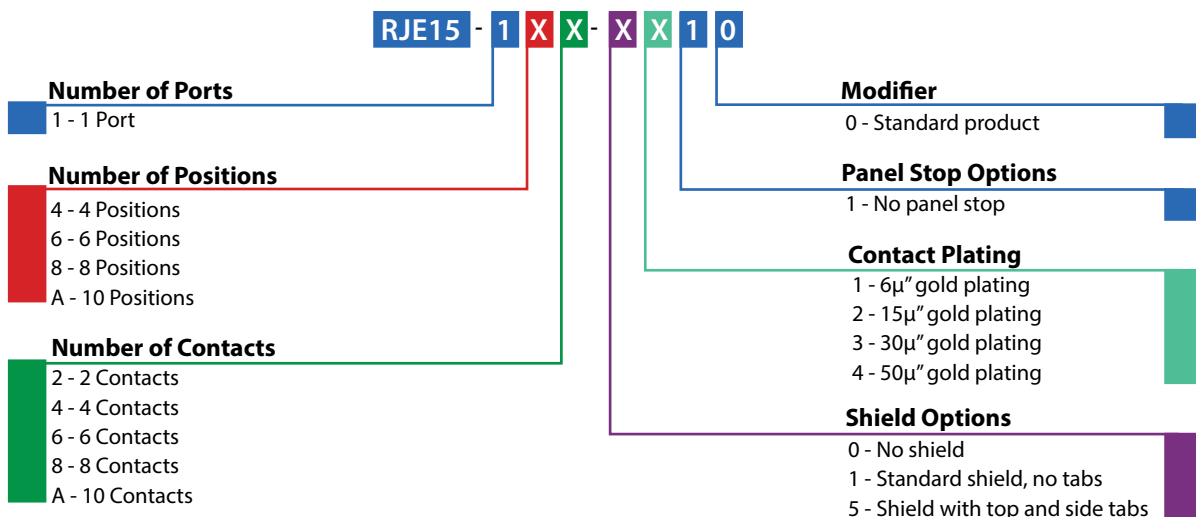 RJE15 - 1 X X - X X 1 0
Number of Ports
1 - 1 Port
Number of Positions
4 - 4 Positions
6 - 6 Positions
8 - 8 Positions
A - 10 Positions
Number of Contacts
2 - 2 Contacts
4 - 4 Contacts
6 - 6 Contacts
8 - 8 Contacts
A - 10 Contacts
Modifier
0 - Standard product
Panel Stop Options
1 - No panel stop
Contact Plating
1 - 6µ” gold plating
2 - 15µ” gold plating
3 - 30µ” gold plating
4 - 50µ” gold plating
Shield Options
0 - No shield
1 - Standard shield, no tabs
5 - Shield with top and side tabs